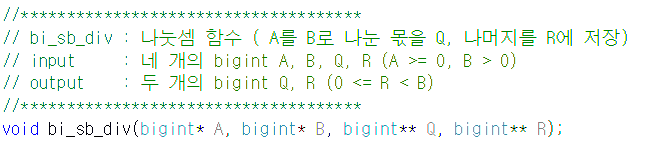 //*************************************
// bi_sb_div : 나눗셈 함수 ( A를 B로 나눈 몫을 Q, 나머지를 R에 저장)
// input : 네 개의 bigint A, B, Q, R (A >= 0, B > 0)
// output : 두 개의 bigint Q, R (0 <= R < B)
//*************************************
void bi_sb_div(bigint* A, bigint* B, bigint** Q, bigint** R);